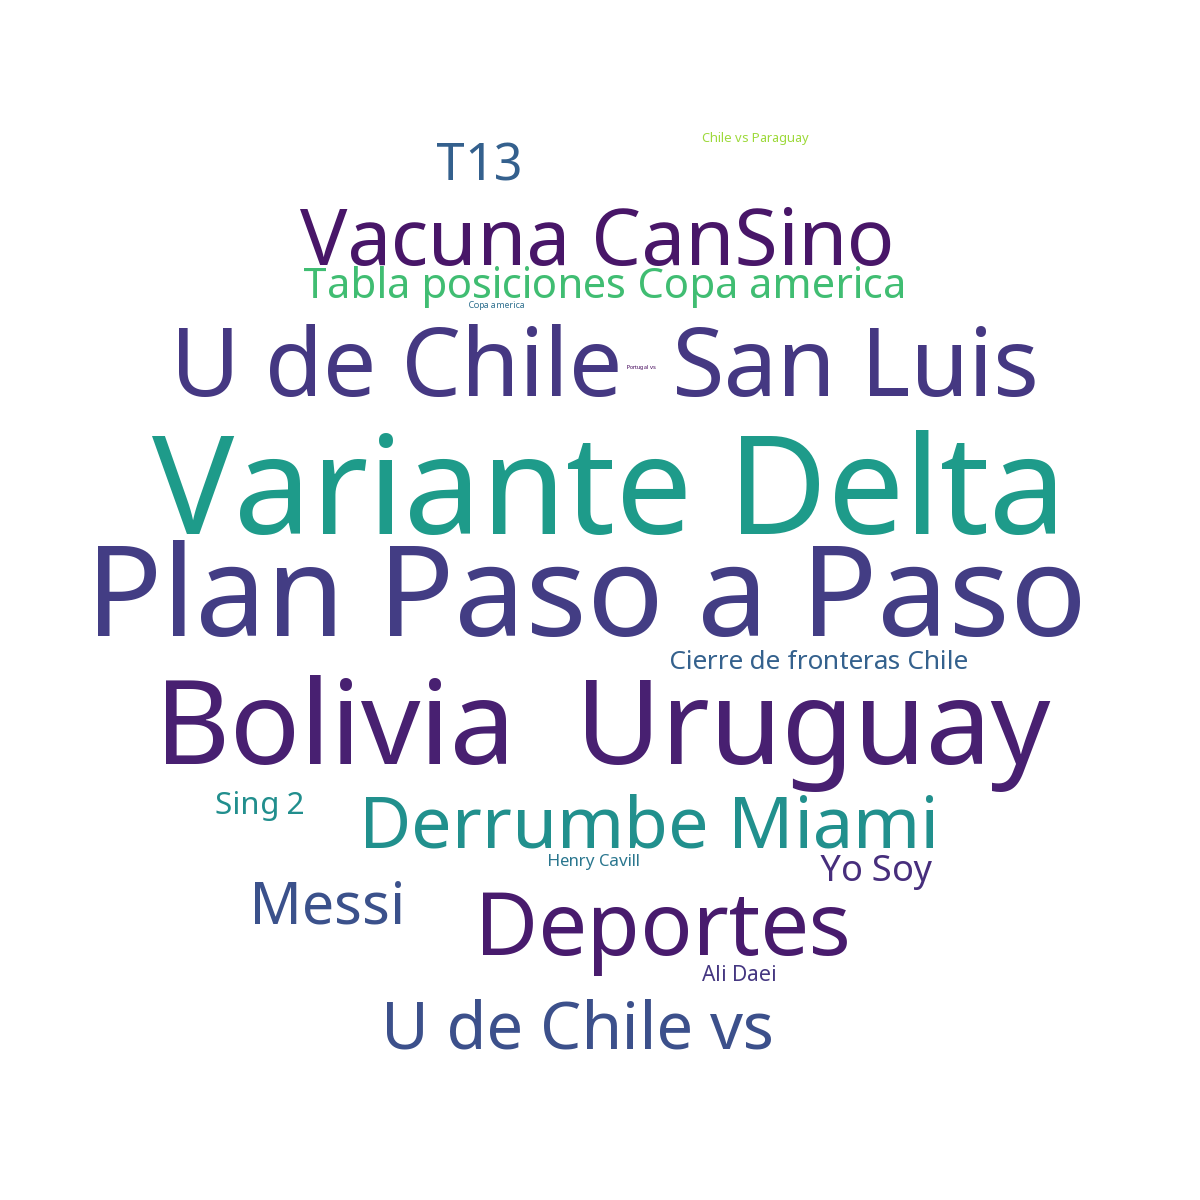 Chile vs Paraguay
T13
Vacuna CanSino
Tabla posiciones Copa america
Copa america
U de Chile San Luis
Portugal vs
Variante Delta
Plan Paso a Paso
Cierre de fronteras Chile
Bolivia Uruguay
Sing 2
Derrumbe Miami
Henry Cavill
Yo Soy
Messi
Deportes
Ali Daei
U de Chile vs